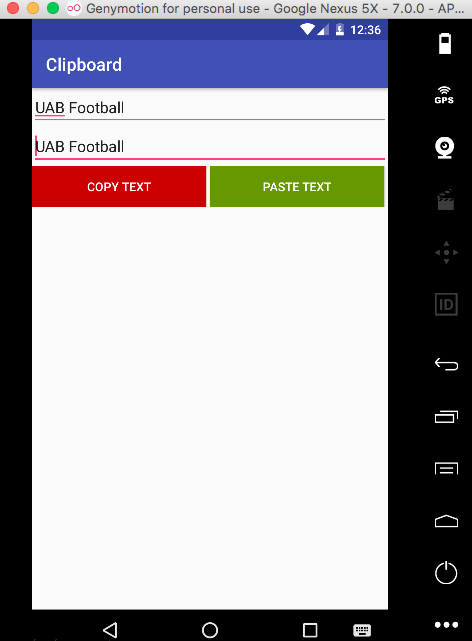 Genymotion for personal use - Google Nexus 5X - 7.0.0 - AP...
12:36
Clipboard
UAB Football
UAB Football
COPY TEXT
PASTE TEXT
GPS
ID